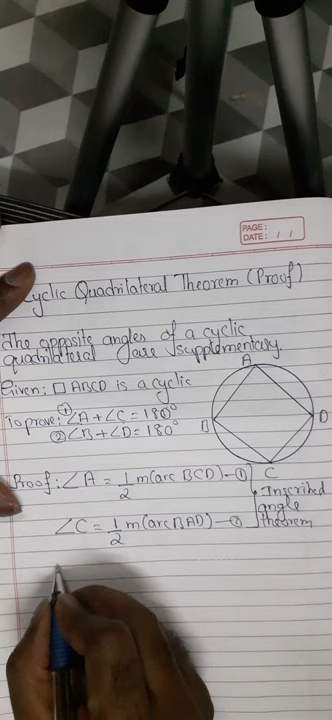 PAGE:
DATE: / /
yclic Quadrilateral Theorem (Proof)
The opposite angles of a cyclic
quadrilateral are supplementary.
Given: □ ABCD is a cyclic
To prove: ① ∠A + ∠C = 180°
② ∠B + ∠D = 180°
A
B
D
C
Proof: ∠A = 1/2 m(arc BCD) - ①
∠C = 1/2 m(arc BAD) - ②
Inscribed
angle
theorem